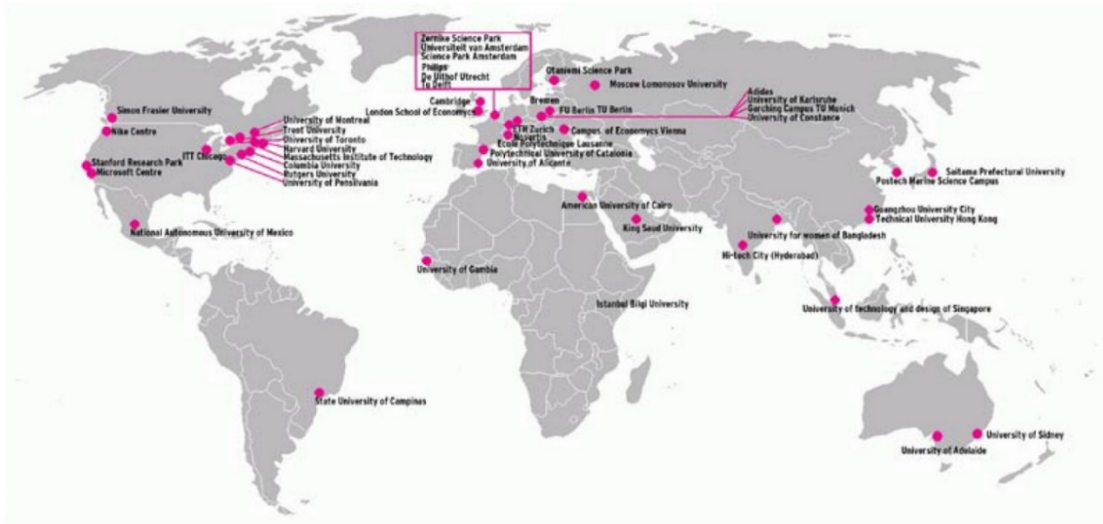 Zernike Science Park
Universiteit van Amsterdam
Science Park Amsterdam
Philips
De Uithof Utrecht
Tu Delft
Otaniemi Science Park
Moscow Lomonosov University
Cambridge
London School of Economycs
Bremen
FU Berlin TU Berlin
Adidas
University of Karlsruhe
Garching Campus TU Munich
University of Constance
ETH Zurich
Novartis
Campus of Economycs Vienna
Ecole Polytechnique Lausanne
Polytechnical University of Catalonia
University of Alicante
Simon Frasier University
Nike Centre
University of Montreal
Trent University
University of Toronto
Harvard University
ITT Chicago
Massachusetts Institute of Technology
Columbia University
Rutgers University
University of Pensilvania
Stanford Research Park
Microsoft Centre
National Autonomous University of Mexico
American University of Cairo
King Saud University
University of Gambia
Istanbul Bilgi University
Saitama Prefectural University
Postech Marine Science Campus
Guangzhou University City
Technical University Hong Kong
University for women of Bangladesh
Hi-tech City (Hyderabad)
University of technology and design of Singapore
State University of Campinas
University of Sidney
University of Adelaide